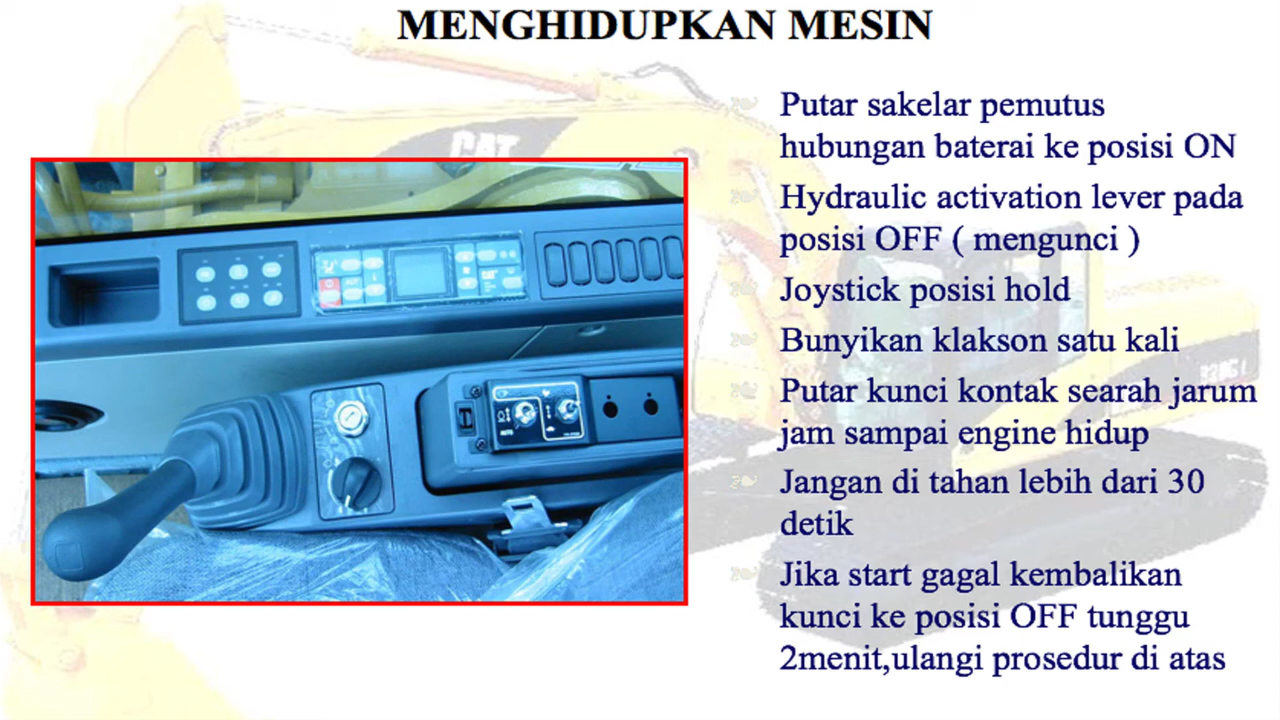 MENGHIDUPKAN MESIN
Putar sakelar pemutus
hubungan baterai ke posisi ON
Hydraulic activation lever pada
posisi OFF ( mengunci )
Joystick posisi hold
Bunyikan klakson satu kali
Putar kunci kontak searah jarum
jam sampai engine hidup
Jangan di tahan lebih dari 30
detik
Jika start gagal kembalikan
kunci ke posisi OFF tunggu
2menit,ulangi prosedur di atas
CAT
AUTO